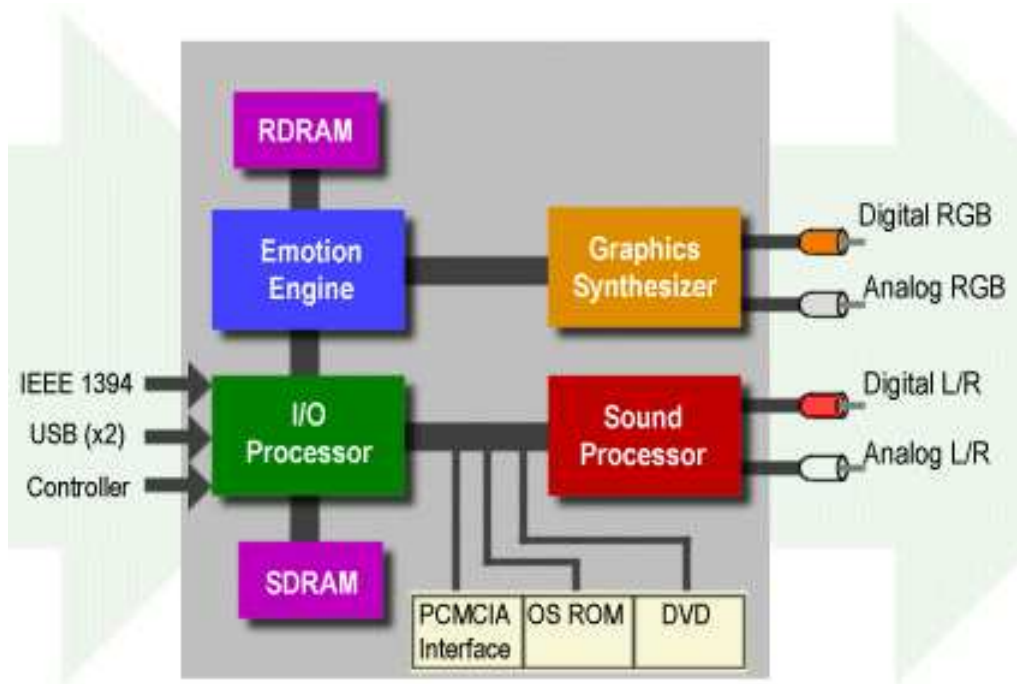 RDRAM
Emotion
Engine
Graphics
Synthesizer
Digital RGB
Analog RGB
IEEE 1394
USB (x2)
Controller
I/O
Processor
Sound
Processor
Digital L/R
Analog L/R
SDRAM
PCMCIA
Interface
OS ROM
DVD